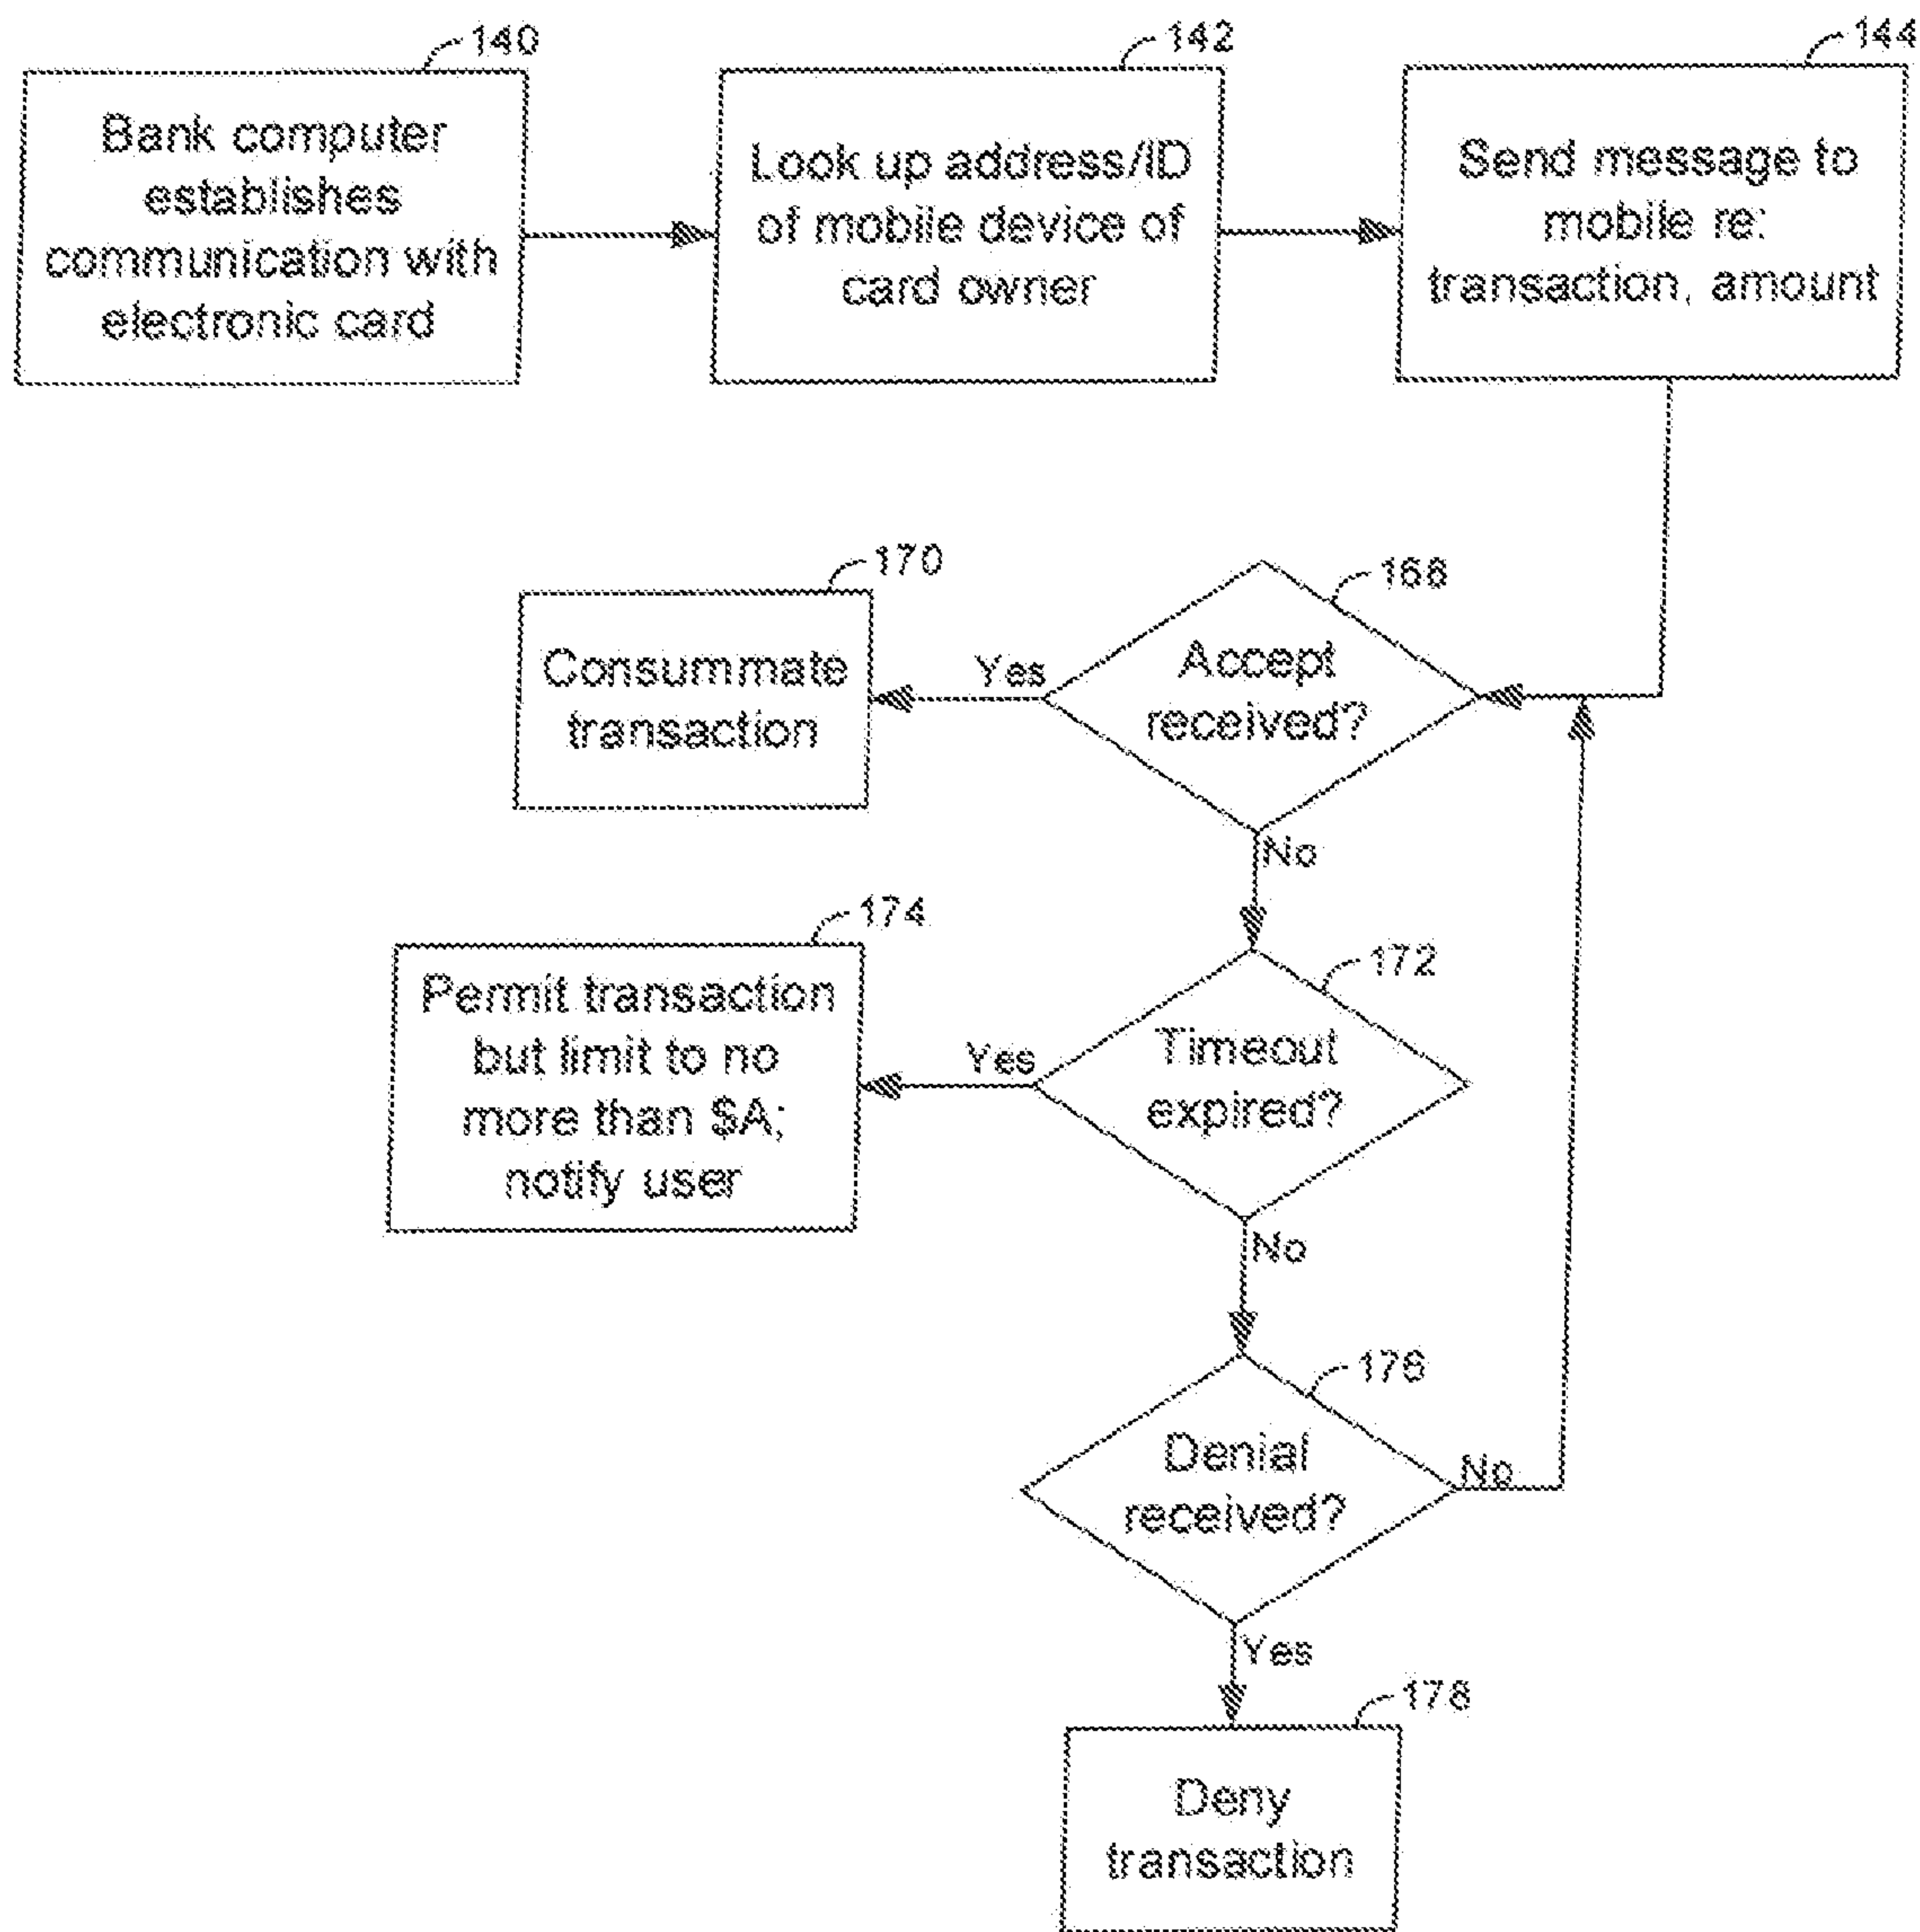 140
Bank computer
establishes
communication with
electronic card
142
Look up address/ID
of mobile device of
card owner
144
Send message to
mobile re:
transaction, amount
170
Consummate
transaction
168
Accept
received?
Yes
No
174
Permit transaction
but limit to no
more than $A;
notify user
172
Timeout
expired?
Yes
No
176
Denial
received?
No
Yes
178
Deny
transaction